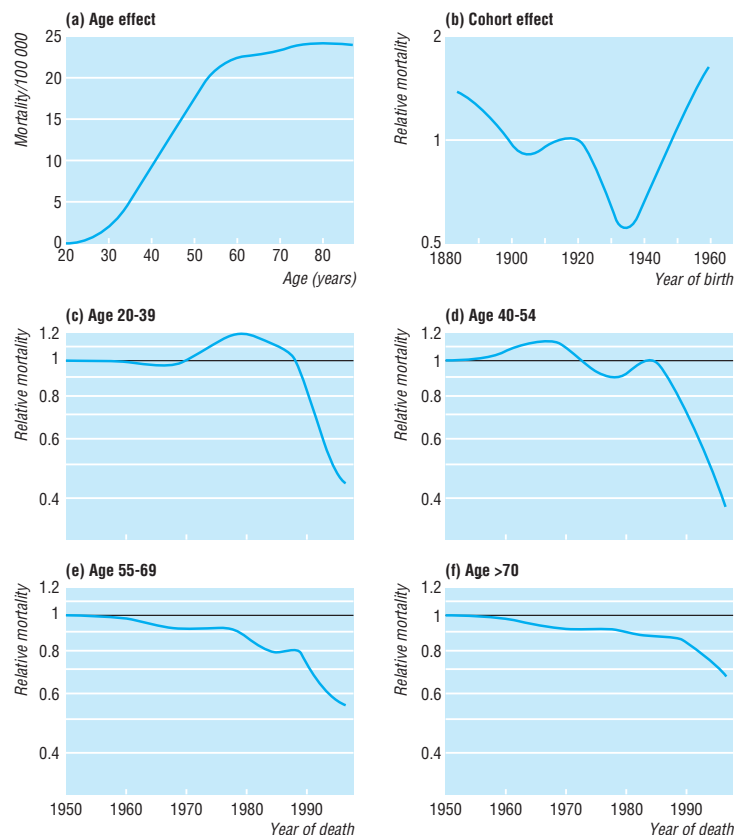 (a) Age effect
Mortality/100 000
25
20
15
10
5
0
20 30 40 50 60 70 80
Age (years)
(b) Cohort effect
Relative mortality
2
1
0.5
1880 1900 1920 1940 1960
Year of birth
(c) Age 20-39
Relative mortality
1.2
1
0.8
0.6
0.4
(d) Age 40-54
Relative mortality
1.2
1
0.8
0.6
0.4
(e) Age 55-69
Relative mortality
1.2
1
0.8
0.6
0.4
1950 1960 1970 1980 1990
Year of death
(f) Age >70
Relative mortality
1.2
1
0.8
0.6
0.4
1950 1960 1970 1980 1990
Year of death